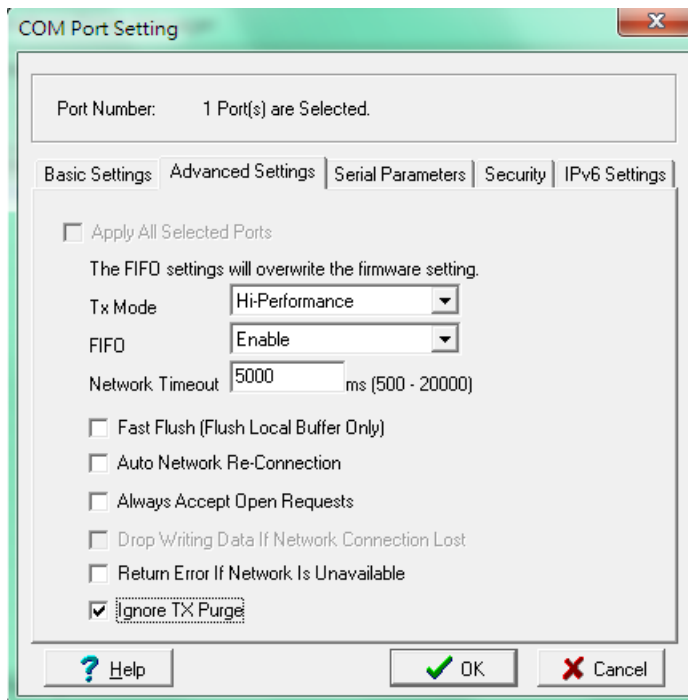 COM Port Setting
Port Number: 1 Port(s) are Selected.
Basic Settings Advanced Settings Serial Parameters Security IPv6 Settings
Apply All Selected Ports
The FIFO settings will overwrite the firmware setting.
Tx Mode Hi-Performance
FIFO Enable
Network Timeout 5000 ms (500 - 20000)
Fast Flush (Flush Local Buffer Only)
Auto Network Re-Connection
Always Accept Open Requests
Drop Writing Data If Network Connection Lost
Return Error If Network Is Unavailable
Ignore TX Purge
? Help OK Cancel